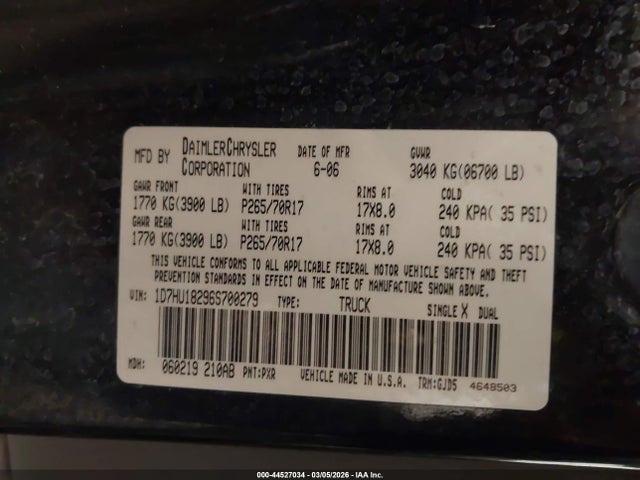 MFD BY DAIMLERCHRYSLER CORPORATION DATE OF MFR 6-06 GVWR 3040 KG(06700 LB)
GAWR FRONT WITH TIRES RIMS AT COLD
1770 KG(3900 LB) P265/70R17 17X8.0 240 KPA( 35 PSI)
GAWR REAR WITH TIRES RIMS AT COLD
1770 KG(3900 LB) P265/70R17 17X8.0 240 KPA( 35 PSI)
THIS VEHICLE CONFORMS TO ALL APPLICABLE FEDERAL MOTOR VEHICLE SAFETY AND THEFT
PREVENTION STANDARDS IN EFFECT ON THE DATE OF MANUFACTURE SHOWN ABOVE.
VIN: 1D7HU18296S700279 TYPE: TRUCK SINGLE X DUAL
MDH: 060219 210AB PNT:PXR VEHICLE MADE IN U.S.A. TRM:GJD5 4648503
000-44527034 - 03/05/2026 - IAA Inc.